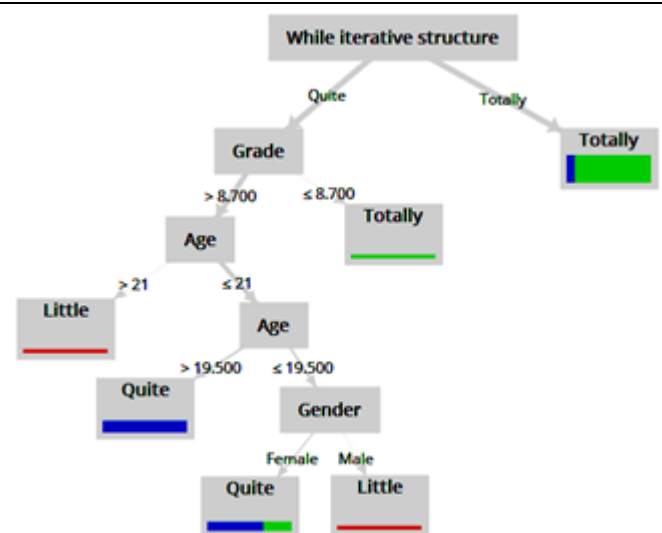 While iterative structure
Quite
Totally
Totally
Grade
> 8.700
≤ 8.700
Totally
Age
> 21
≤ 21
Little
Age
> 19.500
≤ 19.500
Quite
Gender
Female
Male
Quite
Little